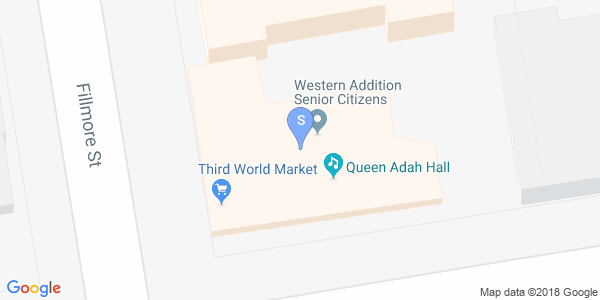 Western Addition
Senior Citizens
S
Fillmore St
Third World Market
Queen Adah Hall
Google
Map data ©2018 Google